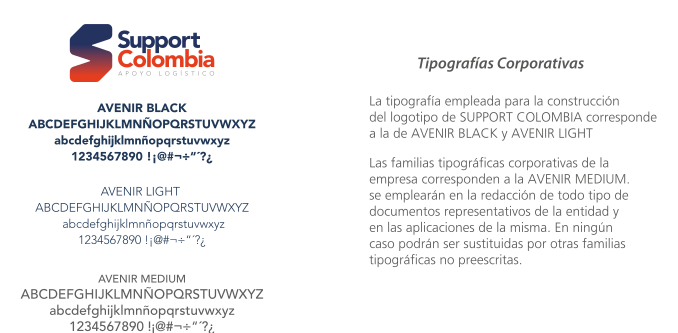 Support
Colombia
APOYO LOGÍSTICO
AVENIR BLACK
ABCDEFGHIJKLMNÑOPQRSTUVWXYZ
abcdefghijklmnñopqrstuvwxyz
1234567890 !¡@#¬÷“´?¿
AVENIR LIGHT
ABCDEFGHIJKLMNÑOPQRSTUVWXYZ
abcdefghijklmnñopqrstuvwxyz
1234567890 !¡@#¬÷“´?¿
AVENIR MEDIUM
ABCDEFGHIJKLMNÑOPQRSTUVWXYZ
abcdefghijklmnñopqrstuvwxyz
1234567890 !¡@#¬÷“´?¿
Tipografías Corporativas
La tipografía empleada para la construcción
del logotipo de SUPPORT COLOMBIA corresponde
a la de AVENIR BLACK y AVENIR LIGHT
Las familias tipográficas corporativas de la
empresa corresponden a la AVENIR MEDIUM.
se emplearán en la redacción de todo tipo de
documentos representativos de la entidad y
en las aplicaciones de la misma. En ningún
caso podrán ser sustituidas por otras familias
tipográficas no preescritas.